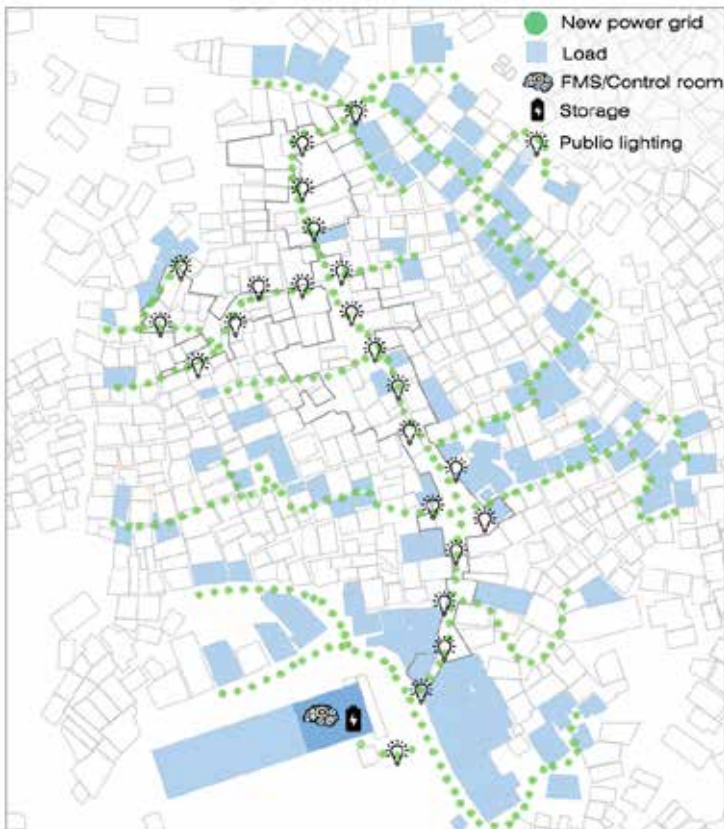 New power grid
Load
FMS/Control room
Storage
Public lighting